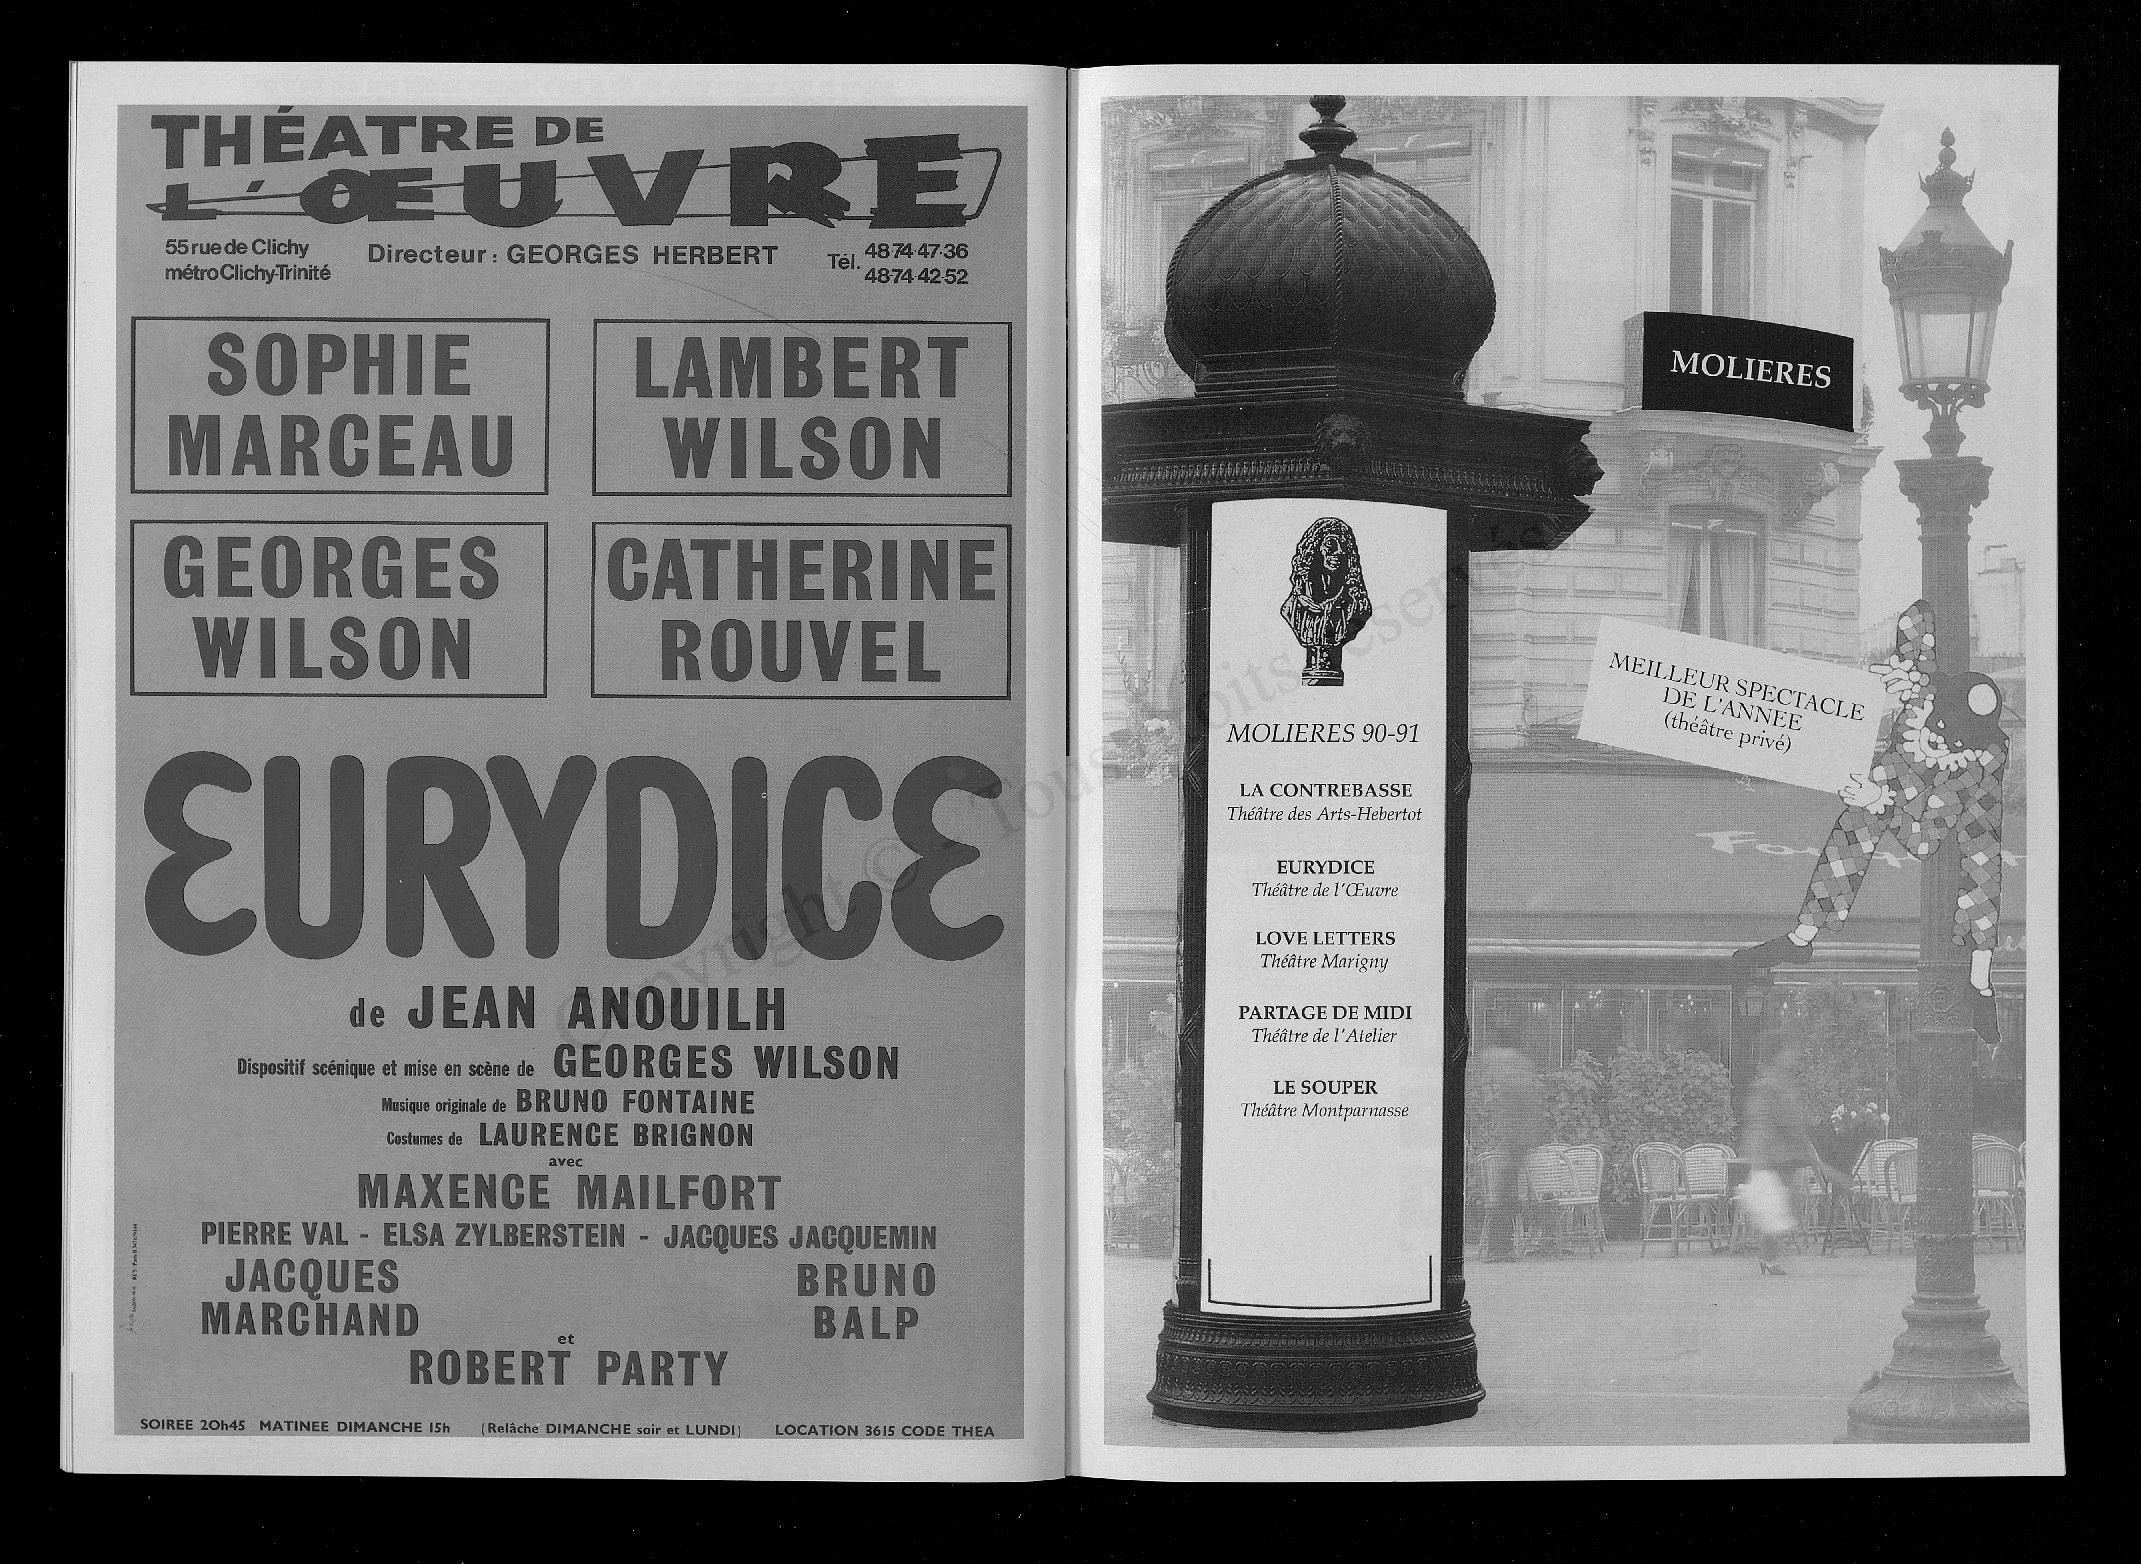 THÉATRE DE
L'ŒUVRE
55 rue de Clichy
métro Clichy-Trinité
Directeur : GEORGES HERBERT
Tél. 48·74·47·36
48·74·42·52
SOPHIE
MARCEAU
LAMBERT
WILSON
GEORGES
WILSON
CATHERINE
ROUVEL
EURYDICE
de JEAN ANOUILH
Dispositif scénique et mise en scène de GEORGES WILSON
Musique originale de BRUNO FONTAINE
Costumes de LAURENCE BRIGNON
avec
MAXENCE MAILFORT
PIERRE VAL - ELSA ZYLBERSTEIN - JACQUES JACQUEMIN
JACQUES
MARCHAND
BRUNO
BALP
et
ROBERT PARTY
SOIREE 20h45 MATINEE DIMANCHE 15h (Relâche DIMANCHE soir et LUNDI) LOCATION 3615 CODE THEA
MOLIERES
MEILLEUR SPECTACLE
DE L'ANNEE
(théâtre privé)
MOLIERES 90-91
LA CONTREBASSE
Théâtre des Arts-Hebertot
EURYDICE
Théâtre de l'Œuvre
LOVE LETTERS
Théâtre Marigny
PARTAGE DE MIDI
Théâtre de l'Atelier
LE SOUPER
Théâtre Montparnasse
Copyright © - Tous droits réservés